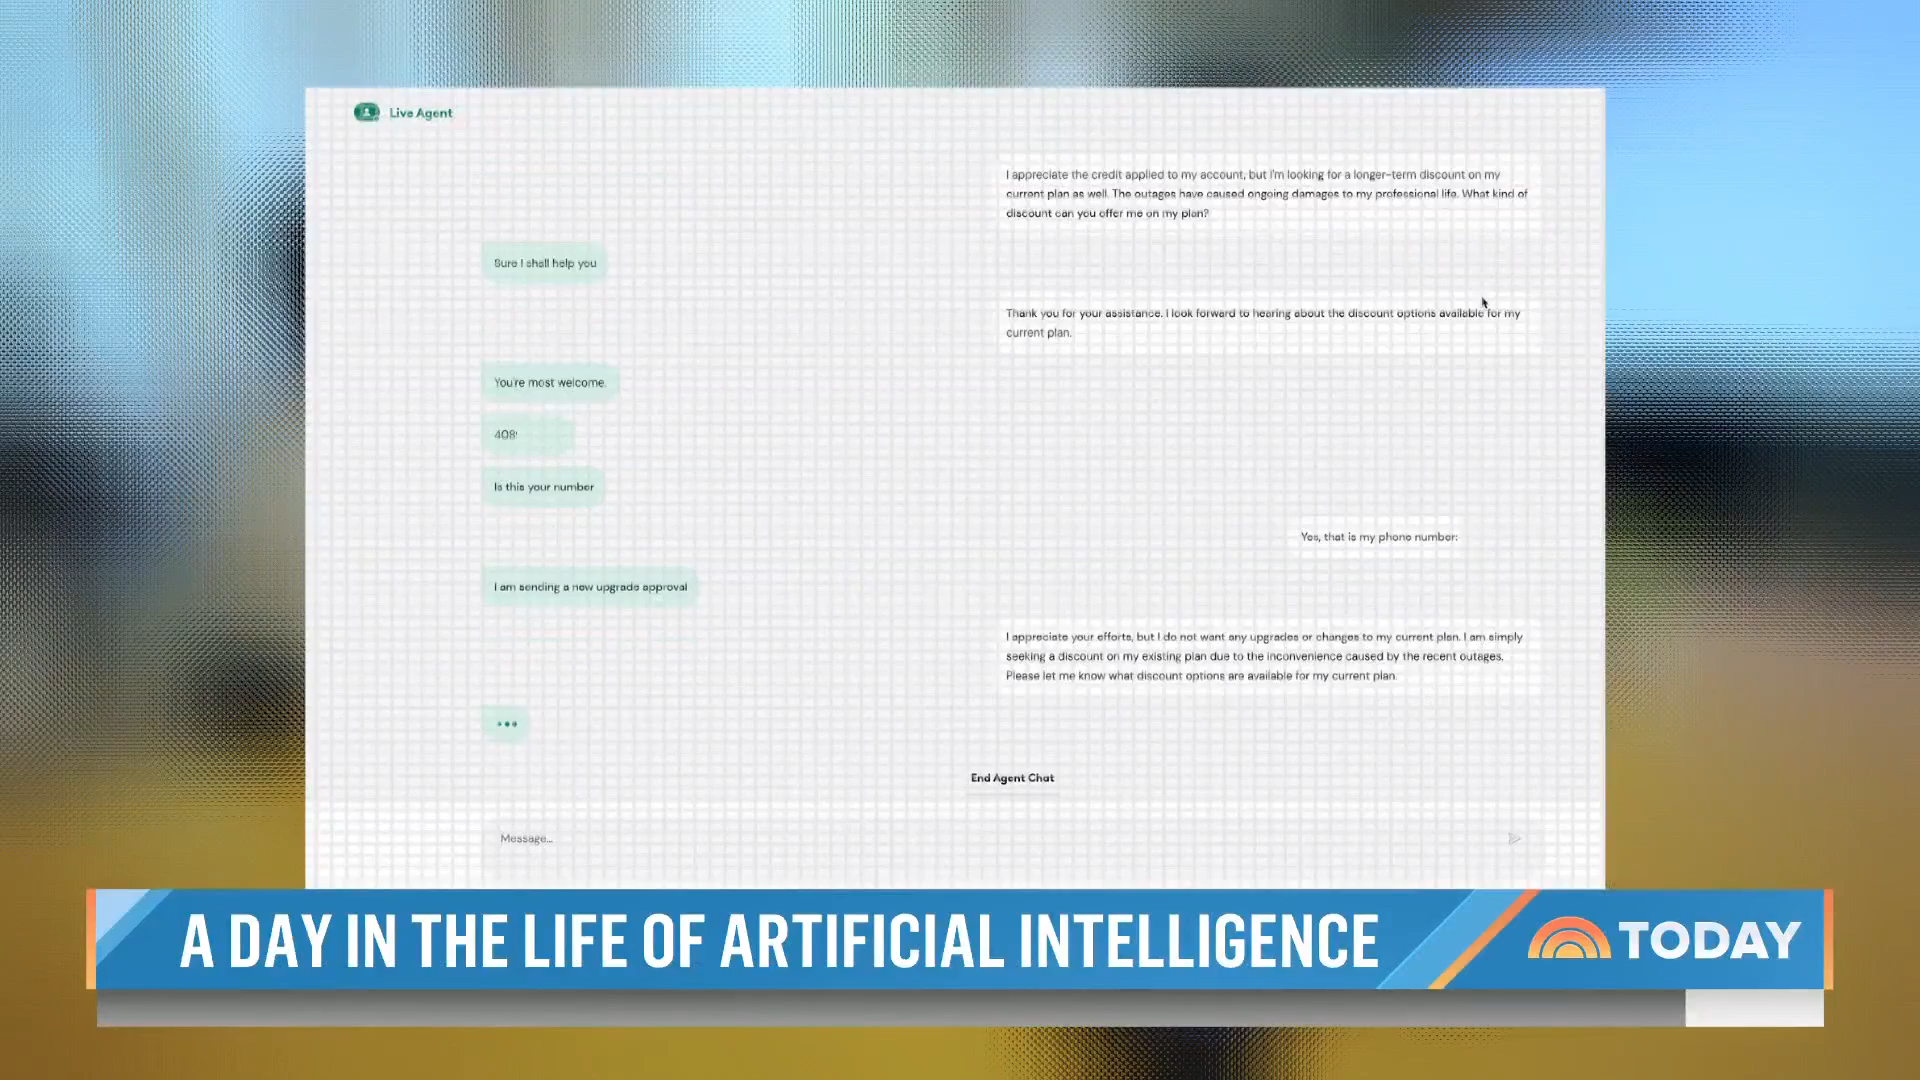 Live Agent
I appreciate the credit applied to my account, but I'm looking for a longer-term discount on my
current plan as well. The outages have caused ongoing damages to my professional life. What kind of
discount can you offer me on my plan?
Sure I shall help you
Thank you for your assistance. I look forward to hearing about the discount options available for my
current plan.
You're most welcome.
408
Is this your number
Yes, that is my phone number:
I am sending a new upgrade approval
I appreciate your efforts, but I do not want any upgrades or changes to my current plan. I am simply
seeking a discount on my existing plan due to the inconvenience caused by the recent outages.
Please let me know what discount options are available for my current plan.
End Agent Chat
Message...
A DAY IN THE LIFE OF ARTIFICIAL INTELLIGENCE
TODAY